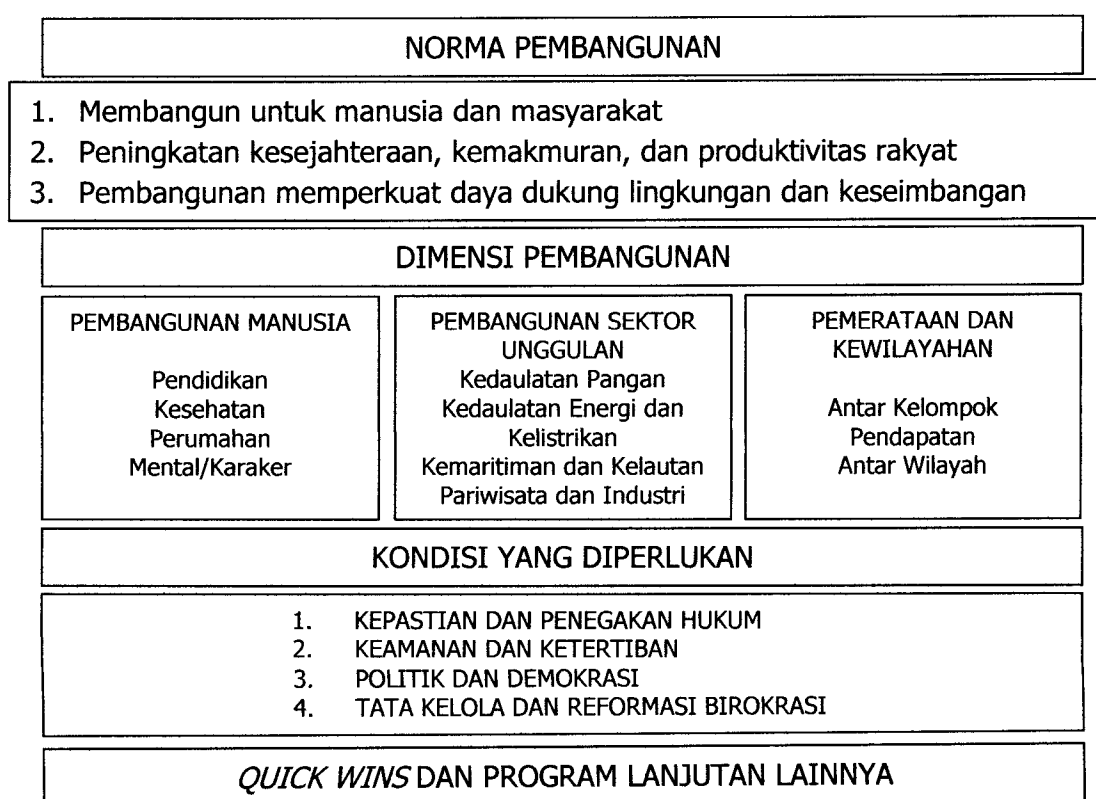 NORMA PEMBANGUNAN
1. Membangun untuk manusia dan masyarakat
2. Peningkatan kesejahteraan, kemakmuran, dan produktivitas rakyat
3. Pembangunan memperkuat daya dukung lingkungan dan keseimbangan
DIMENSI PEMBANGUNAN
PEMBANGUNAN MANUSIA
Pendidikan
Kesehatan
Perumahan
Mental/Karaker
PEMBANGUNAN SEKTOR
UNGGULAN
Kedaulatan Pangan
Kedaulatan Energi dan
Kelistrikan
Kemaritiman dan Kelautan
Pariwisata dan Industri
PEMERATAAN DAN
KEWILAYAHAN
Antar Kelompok
Pendapatan
Antar Wilayah
KONDISI YANG DIPERLUKAN
1. KEPASTIAN DAN PENEGAKAN HUKUM
2. KEAMANAN DAN KETERTIBAN
3. POLITIK DAN DEMOKRASI
4. TATA KELOLA DAN REFORMASI BIROKRASI
QUICK WINS DAN PROGRAM LANJUTAN LAINNYA